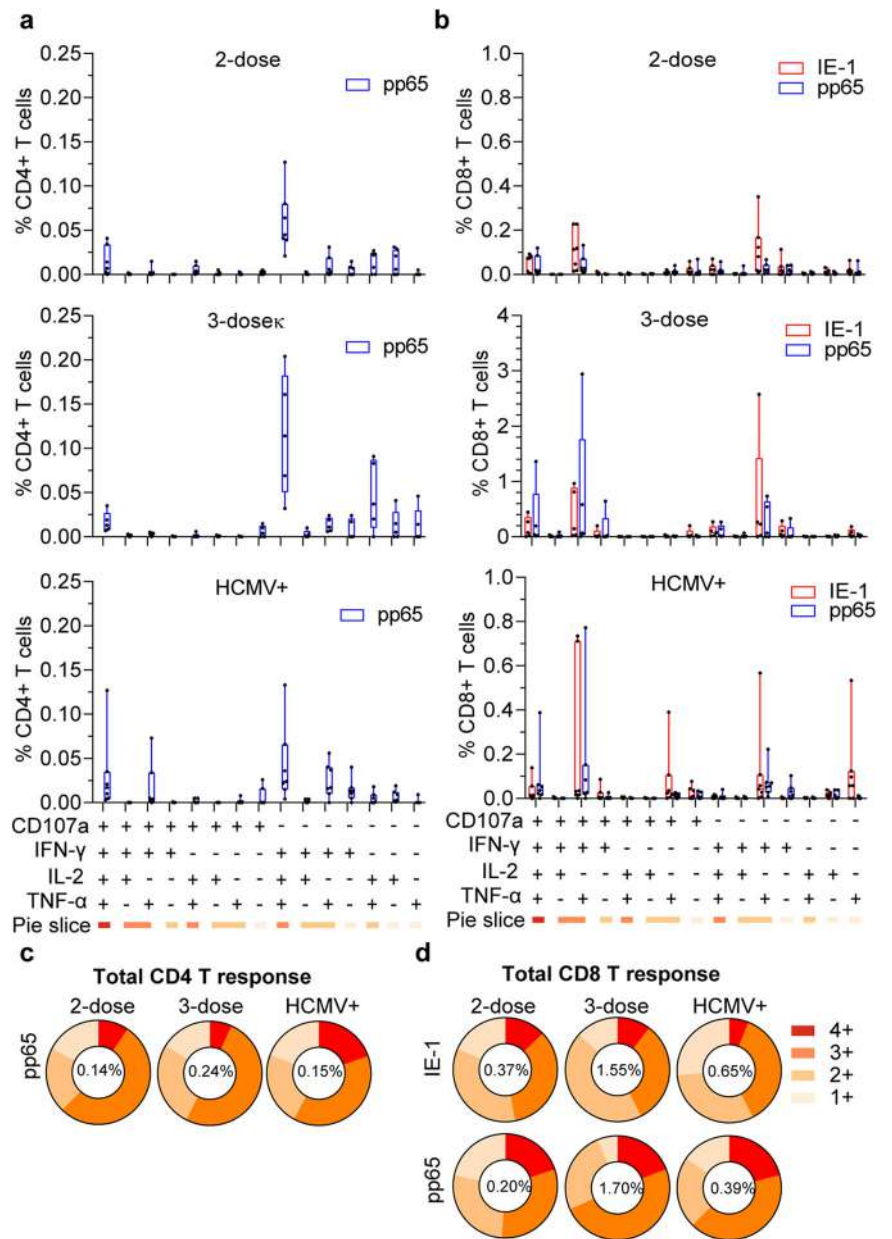 a
2-dose
pp65
% CD4+ T cells
0.25
0.20
0.15
0.10
0.05
0.00
3-doseκ
pp65
% CD4+ T cells
0.25
0.20
0.15
0.10
0.05
0.00
HCMV+
pp65
% CD4+ T cells
0.25
0.20
0.15
0.10
0.05
0.00
b
2-dose
IE-1
pp65
% CD8+ T cells
1.0
0.8
0.6
0.4
0.2
0.0
3-dose
IE-1
pp65
% CD8+ T cells
4
3
2
1
0
HCMV+
IE-1
pp65
% CD8+ T cells
1.0
0.8
0.6
0.4
0.2
0.0
CD107a + + + + + + + + - - - - - - - + + + + + + + + - - - - - - -
IFN-γ + + + + - - - - + + + + - - - + + + + - - - - + + + + - - -
IL-2 + + - - + + - - + + - - + + - + + - - + + - - + + - - + + -
TNF-α + - + - + - + - + - + - + - + + - + - + - + - + - + - + - +
Pie slice
c
Total CD4 T response
2-dose 3-dose HCMV+
pp65
0.14% 0.24% 0.15%
d
Total CD8 T response
2-dose 3-dose HCMV+
IE-1
0.37% 1.55% 0.65%
pp65
0.20% 1.70% 0.39%
4+
3+
2+
1+